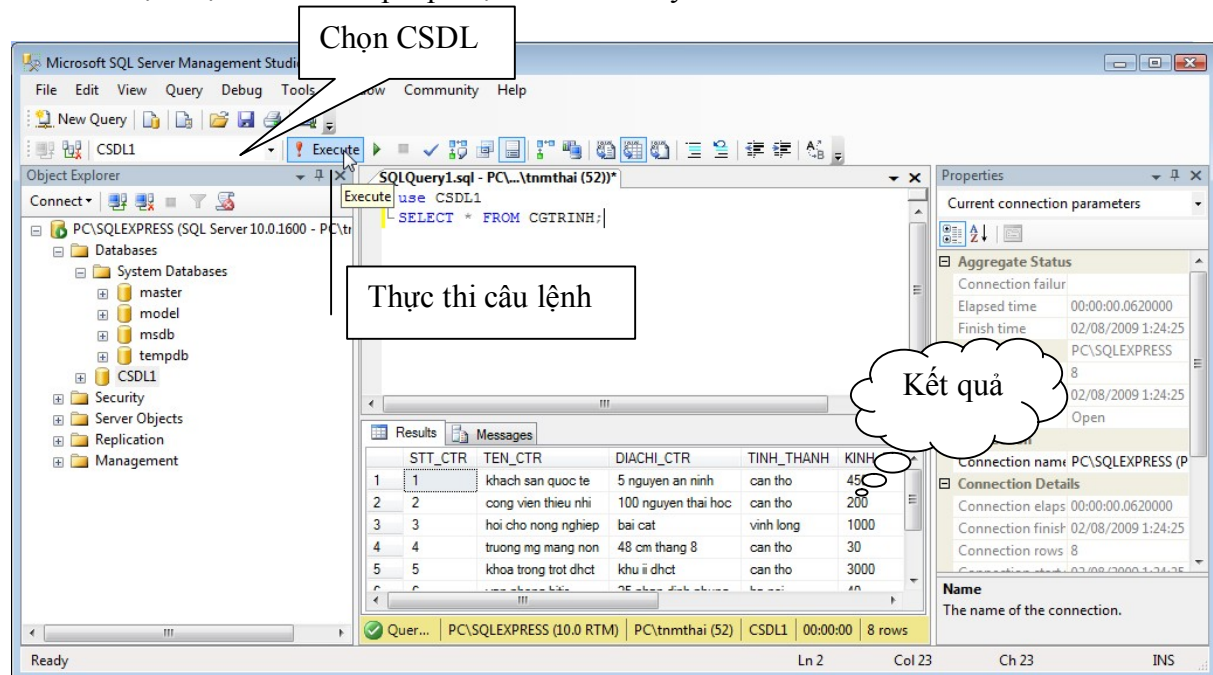 Chọn CSDL
Microsoft SQL Server Management Studi
File Edit View Query Debug Tools ow Community Help
New Query
CSDL1
Execute
Object Explorer
SQLQuery1.sql - PC\...\tnmthai (52))*
Properties
Connect
Execute
use CSDL1
SELECT * FROM CGTRINH;
Current connection parameters
PC\SQLEXPRESS (SQL Server 10.0.1600 - PC\tr
Databases
System Databases
master
model
msdb
tempdb
CSDL1
Security
Server Objects
Replication
Management
Thực thi câu lệnh
Kết quả
Aggregate Status
Connection failur
Elapsed time 00:00:00.0620000
Finish time 02/08/2009 1:24:25
PC\SQLEXPRESS
8
02/08/2009 1:24:25
Open
Connection name PC\SQLEXPRESS (P
Connection Details
Connection elaps 00:00:00.0620000
Connection finish 02/08/2009 1:24:25
Connection rows 8
Name
The name of the connection.
Results Messages
STT_CTR TEN_CTR DIACHI_CTR TINH_THANH KINH
1 1 khach san quoc te 5 nguyen an ninh can tho 450
2 2 cong vien thieu nhi 100 nguyen thai hoc can tho 200
3 3 hoi cho nong nghiep bai cat vinh long 1000
4 4 truong mg mang non 48 cm thang 8 can tho 30
5 5 khoa trong trot dhct khu ii dhct can tho 3000
Quer... PC\SQLEXPRESS (10.0 RTM) PC\tnmthai (52) CSDL1 00:00:00 8 rows
Ready Ln 2 Col 23 Ch 23 INS